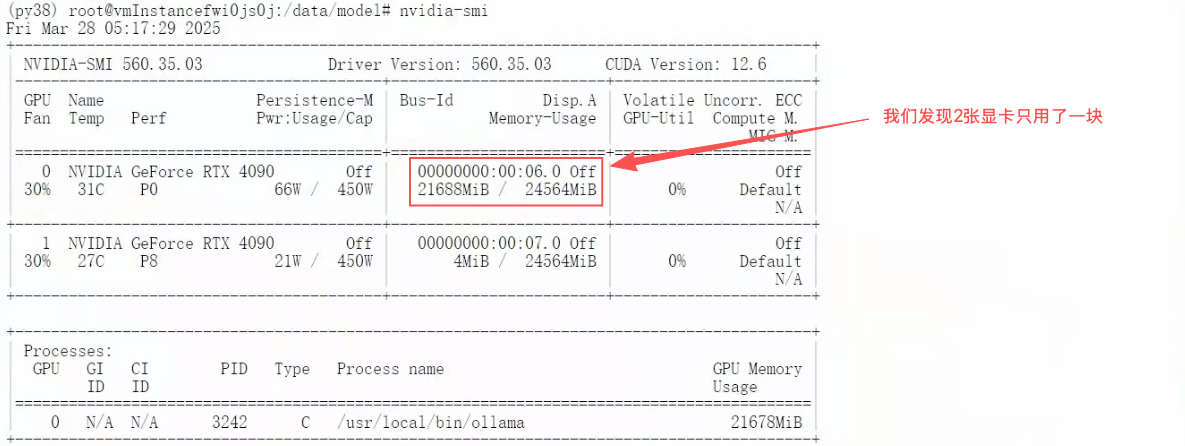 (py38) root@vmInstancefwi0js0j:/data/model# nvidia-smi
Fri Mar 28 05:17:29 2025
NVIDIA-SMI 560.35.03 Driver Version: 560.35.03 CUDA Version: 12.6
GPU Name Persistence-M Bus-Id Disp.A Volatile Uncorr. ECC
Fan Temp Perf Pwr:Usage/Cap Memory-Usage GPU-Util Compute M.
MIG M.
我们发现2张显卡只用了一块
0 NVIDIA GeForce RTX 4090 Off 00000000:00:06.0 Off Off
30% 31C P0 66W / 450W 21688MiB / 24564MiB 0% Default
N/A
1 NVIDIA GeForce RTX 4090 Off 00000000:00:07.0 Off Off
30% 27C P8 21W / 450W 4MiB / 24564MiB 0% Default
N/A
Processes:
GPU GI CI PID Type Process name GPU Memory
ID ID Usage
0 N/A N/A 3242 C /usr/local/bin/ollama 21678MiB